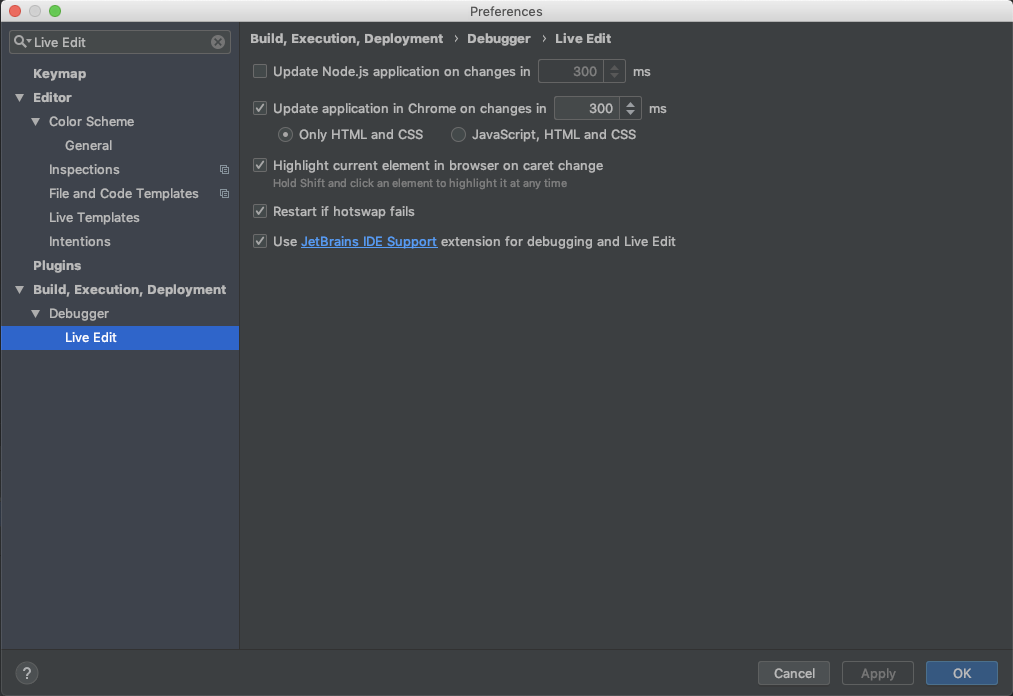 Preferences
Live Edit
Keymap
Editor
Color Scheme
General
Inspections
File and Code Templates
Live Templates
Intentions
Plugins
Build, Execution, Deployment
Debugger
Live Edit
Build, Execution, Deployment › Debugger › Live Edit
Update Node.js application on changes in 300 ms
Update application in Chrome on changes in 300 ms
Only HTML and CSS JavaScript, HTML and CSS
Highlight current element in browser on caret change
Hold Shift and click an element to highlight it at any time
Restart if hotswap fails
Use JetBrains IDE Support extension for debugging and Live Edit
? Cancel Apply OK